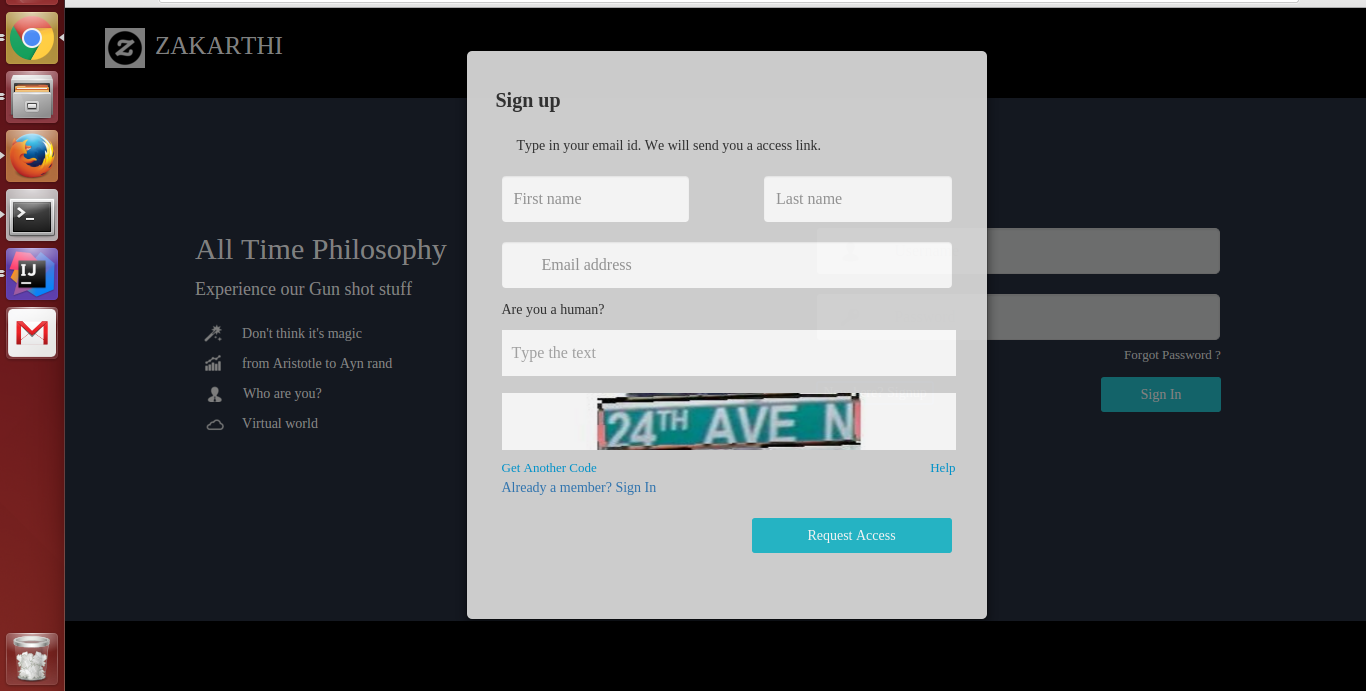 ZAKARTHI
All Time Philosophy
Experience our Gun shot stuff
Don't think it's magic
from Aristotle to Ayn rand
Who are you?
Virtual world
Sign up
Type in your email id. We will send you a access link.
First name
Last name
Email address
Are you a human?
Type the text
24TH AVE N
Get Another Code
Help
Already a member? Sign In
Request Access
Forgot Password ?
Sign In